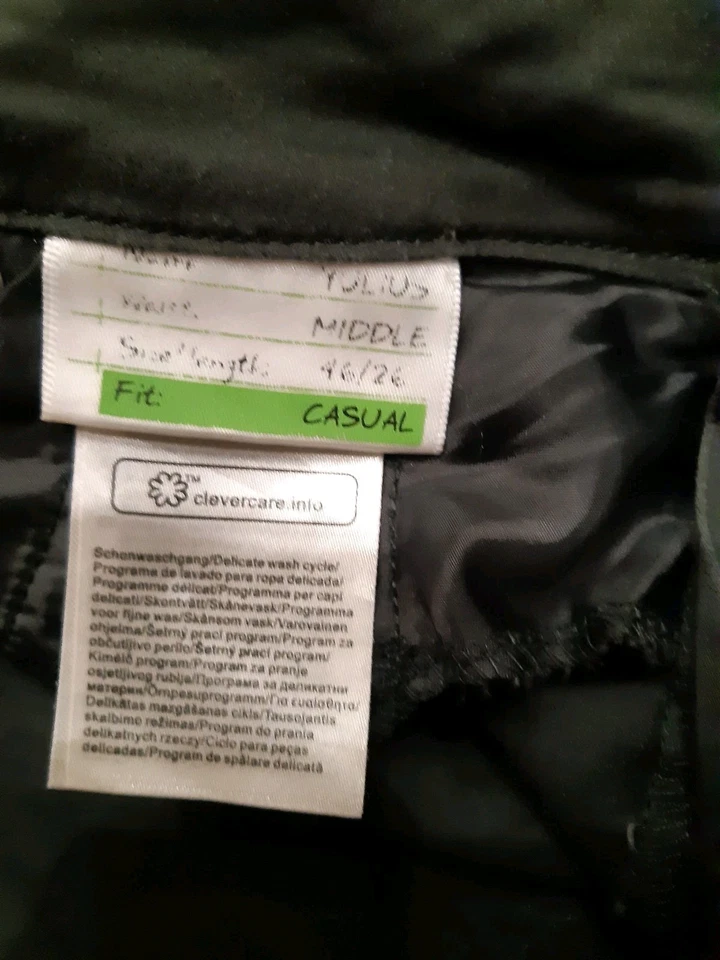 YULIUS
Waist: MIDDLE
Size/length: 46/26
Fit: CASUAL
™ clevercare.info
Schonwaschgang/Delicate wash cycle/
Programa de lavado para ropa delicada/
Programme délicat/Programma per capi
delicati/Skontvätt/Skånevask/Programma
voor fijne was/Skånsom vask/Varovainen
ohjelma/Šetrný prací program/Program za
občutljivo perilo/Šetrný prací program/
Kímélő program/Program za pranje
osjetljivog rublja/Програма за деликатни
материи/Õrnpesuprogramm/Για ευαίσθητα/
Delikātas mazgāšanas cikls/Tausojantis
skalbimo režimas/Program do prania
delikatnych rzeczy/Ciclo para peças
delicadas/Program de spălare delicată